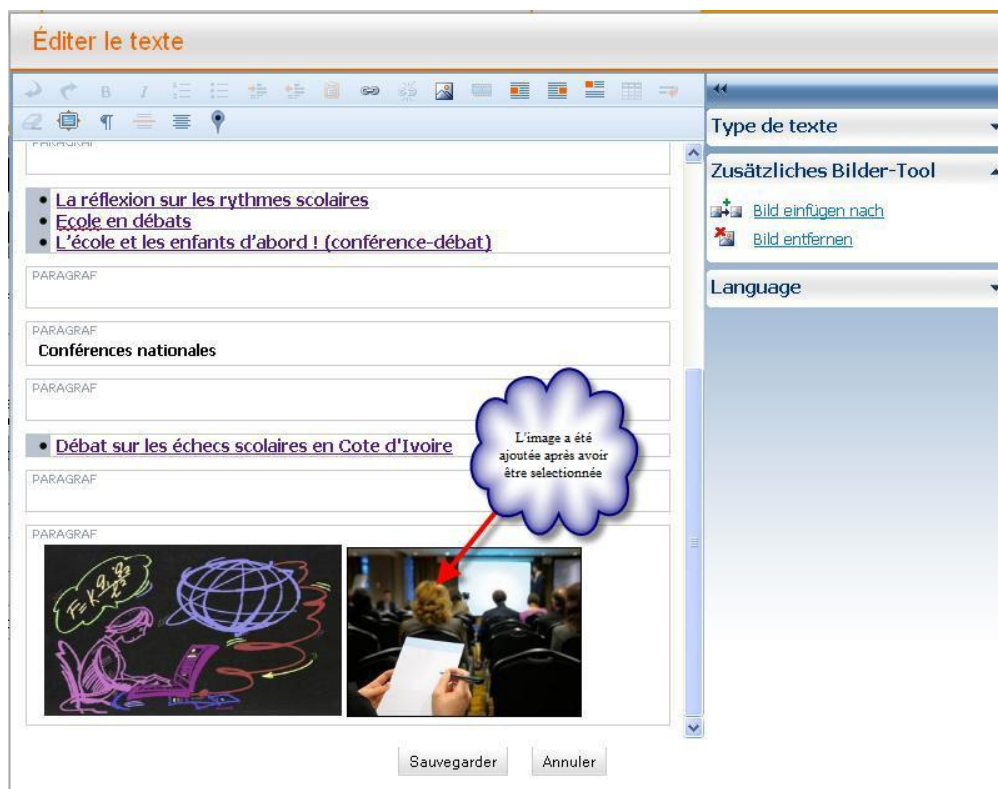 Éditer le texte
Type de texte
Zusätzliches Bilder-Tool
Bild einfügen nach
Bild entfernen
Language
PARAGRAF
• La réflexion sur les rythmes scolaires
• Ecole en débats
• L'école et les enfants d'abord ! (conférence-débat)
PARAGRAF
PARAGRAF
Conférences nationales
PARAGRAF
• Débat sur les échecs scolaires en Cote d'Ivoire
PARAGRAF
PARAGRAF
L'image a été
ajoutée après avoir
être selectionnée
Sauvegarder
Annuler